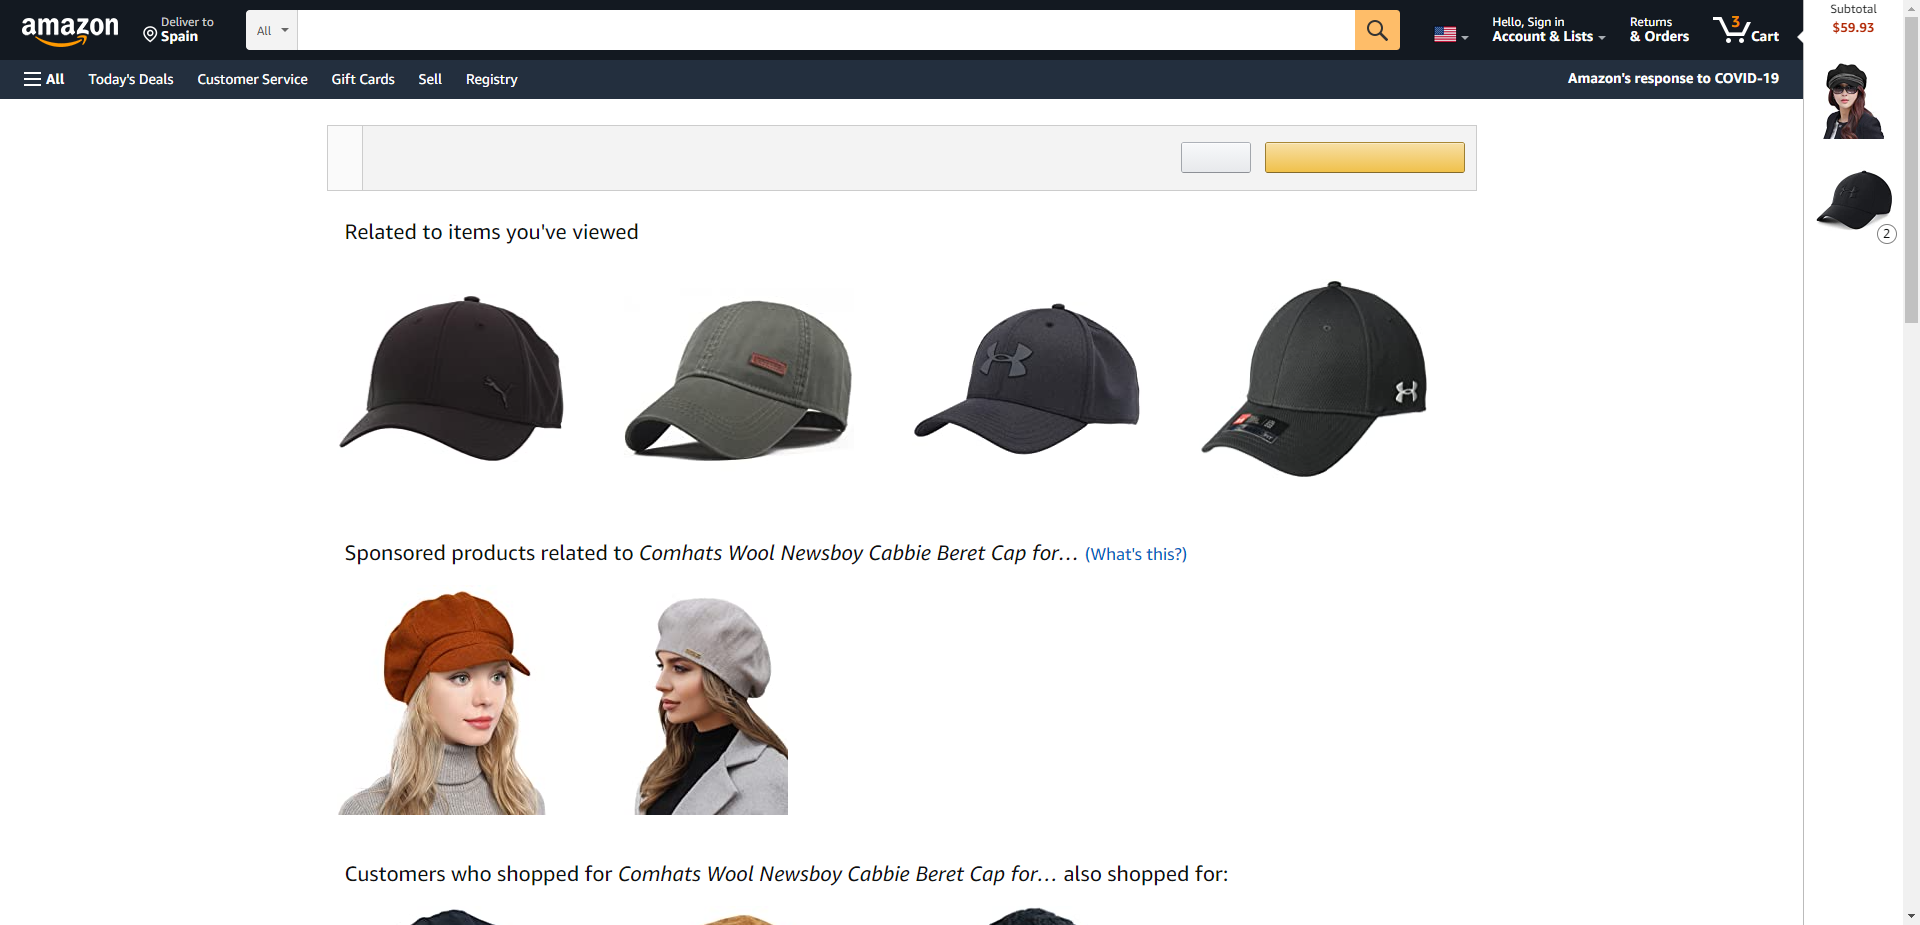 amazon
Deliver to
Spain
All
Hello, Sign in
Account & Lists
Returns
& Orders
3
Cart
Subtotal
$59.93
All
Today's Deals
Customer Service
Gift Cards
Sell
Registry
Amazon's response to COVID-19
2
Related to items you've viewed
Sponsored products related to Comhats Wool Newsboy Cabbie Beret Cap for… (What's this?)
Customers who shopped for Comhats Wool Newsboy Cabbie Beret Cap for… also shopped for: